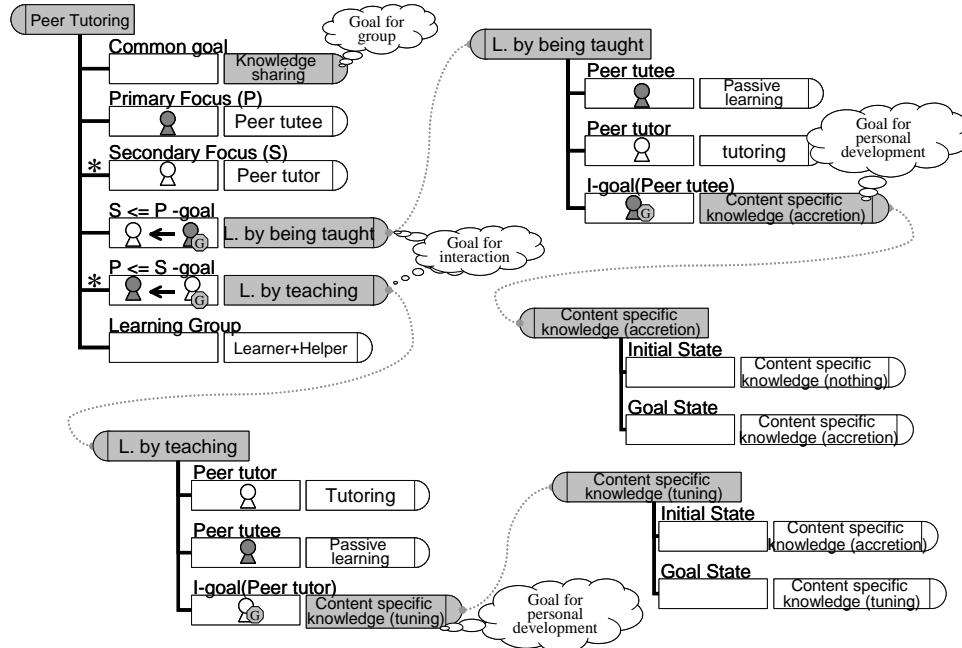 Peer Tutoring
Common goal
Knowledge
sharing
Goal for
group
Primary Focus (P)
Peer tutee
*
Secondary Focus (S)
Peer tutor
S <= P -goal
G
L. by being taught
Goal for
interaction
*
P <= S -goal
G
L. by teaching
Learning Group
Learner+Helper
L. by being taught
Peer tutee
Passive
learning
Peer tutor
tutoring
Goal for
personal
development
I-goal(Peer tutee)
G
Content specific
knowledge (accretion)
Content specific
knowledge (accretion)
Initial State
Content specific
knowledge (nothing)
Goal State
Content specific
knowledge (accretion)
L. by teaching
Peer tutor
Tutoring
Peer tutee
Passive
learning
I-goal(Peer tutor)
G
Content specific
knowledge (tuning)
Goal for
personal
development
Content specific
knowledge (tuning)
Initial State
Content specific
knowledge (accretion)
Goal State
Content specific
knowledge (tuning)